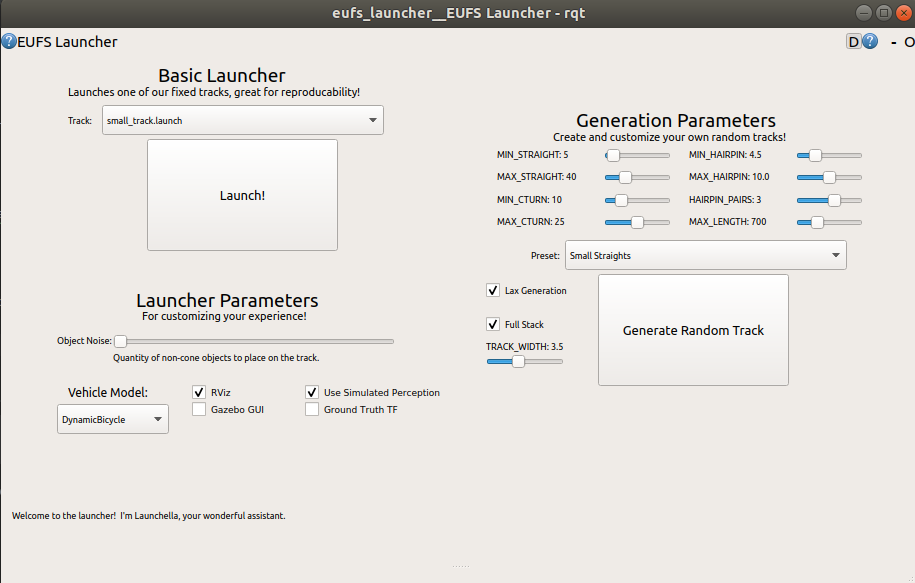 eufs_launcher__EUFS Launcher - rqt
EUFS Launcher
D ? - O
Basic Launcher
Launches one of our fixed tracks, great for reproducability!
Track: small_track.launch
Launch!
Launcher Parameters
For customizing your experience!
Object Noise:
Quantity of non-cone objects to place on the track.
Vehicle Model:
DynamicBicycle
RViz
Gazebo GUI
Use Simulated Perception
Ground Truth TF
Generation Parameters
Create and customize your own random tracks!
MIN_STRAIGHT: 5
MIN_HAIRPIN: 4.5
MAX_STRAIGHT: 40
MAX_HAIRPIN: 10.0
MIN_CTURN: 10
HAIRPIN_PAIRS: 3
MAX_CTURN: 25
MAX_LENGTH: 700
Preset: Small Straights
Lax Generation
Full Stack
TRACK_WIDTH: 3.5
Generate Random Track
Welcome to the launcher! I'm Launchella, your wonderful assistant.